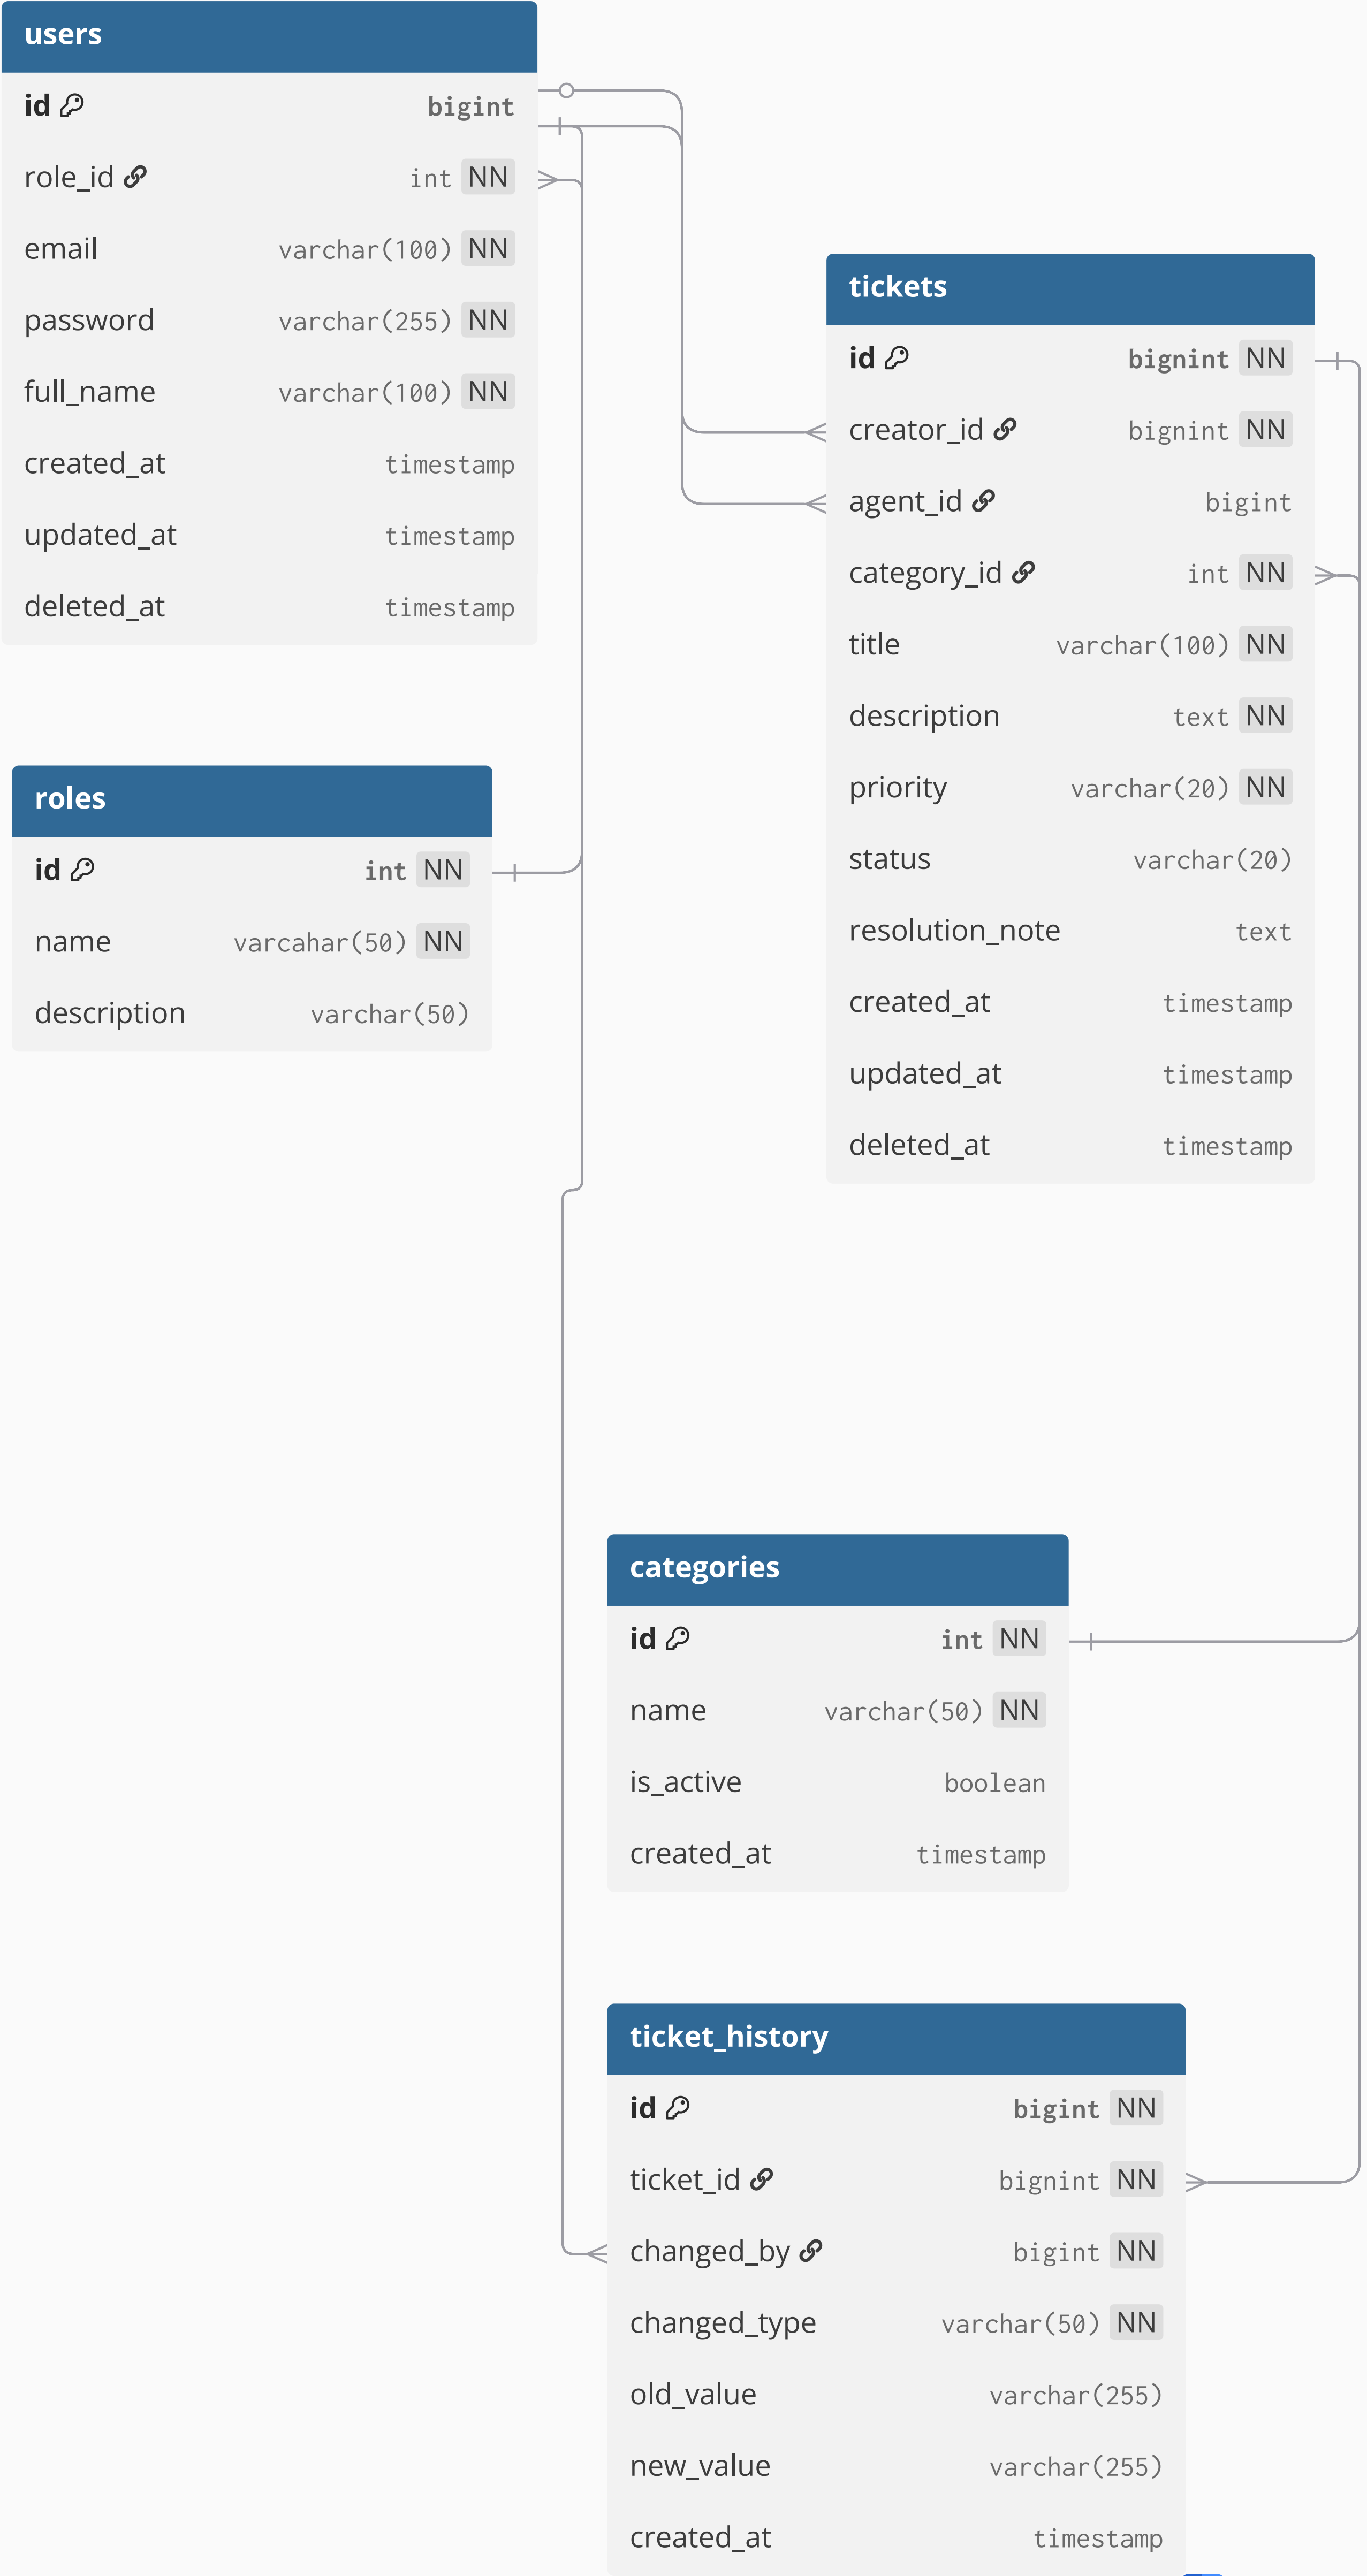 users
id bigint
role_id int NN
email varchar(100) NN
password varchar(255) NN
full_name varchar(100) NN
created_at timestamp
updated_at timestamp
deleted_at timestamp
roles
id int NN
name varcahar(50) NN
description varchar(50)
tickets
id bignint NN
creator_id bignint NN
agent_id bigint
category_id int NN
title varchar(100) NN
description text NN
priority varchar(20) NN
status varchar(20)
resolution_note text
created_at timestamp
updated_at timestamp
deleted_at timestamp
categories
id int NN
name varchar(50) NN
is_active boolean
created_at timestamp
ticket_history
id bigint NN
ticket_id bignint NN
changed_by bigint NN
changed_type varchar(50) NN
old_value varchar(255)
new_value varchar(255)
created_at timestamp